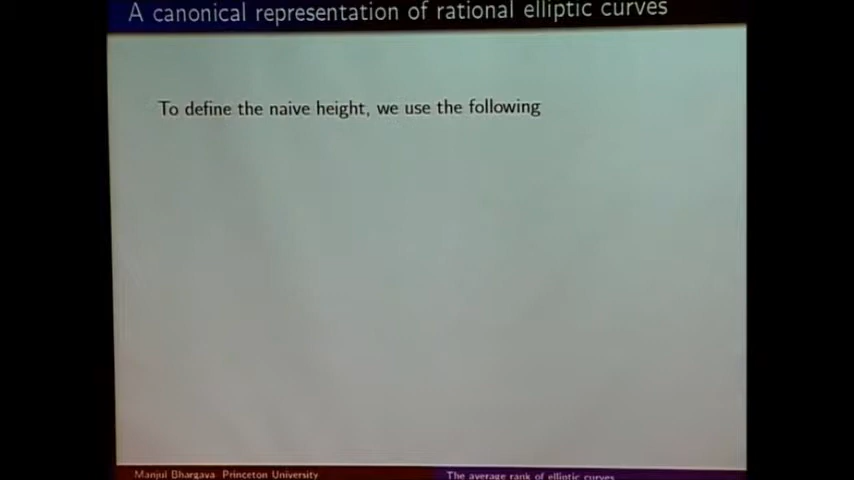 A canonical representation of rational elliptic curves
To define the naive height, we use the following
Manjul Bhargava, Princeton University
The average rank of elliptic curves